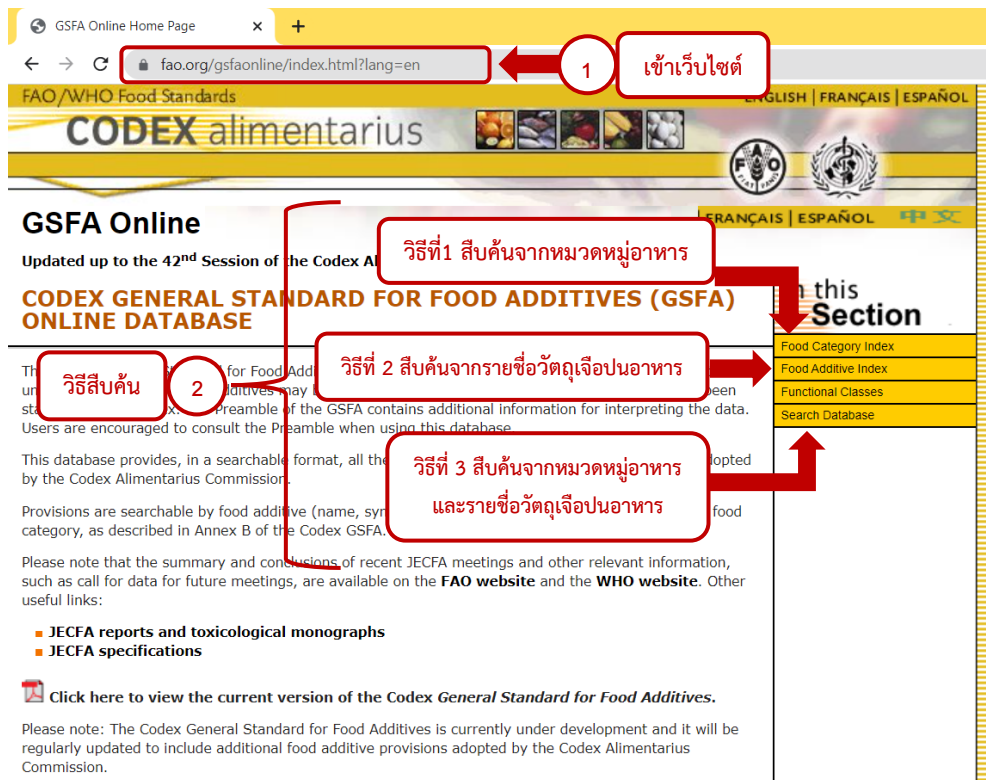 GSFA Online Home Page
fao.org/gsfaonline/index.html?lang=en
1
เข้าเว็บไซต์
FAO/WHO Food Standards
GLISH | FRANÇAIS | ESPAÑOL
CODEX alimentarius
FAO
FIAT PANIS
FRANÇAIS | ESPAÑOL 中文
GSFA Online
วิธีที่1 สืบค้นจากหมวดหมู่อาหาร
Updated up to the 42nd Session of the Codex Al
CODEX GENERAL STANDARD FOR FOOD ADDITIVES (GSFA)
ONLINE DATABASE
this
Section
Food Category Index
Food Additive Index
Functional Classes
Search Database
วิธีสืบค้น
2
วิธีที่ 2 สืบค้นจากรายชื่อวัตถุเจือปนอาหาร
for Food
may
been
Preamble of the GSFA contains additional information for interpreting the data.
Users are encouraged to consult the Preamble when using this database.
วิธีที่ 3 สืบค้นจากหมวดหมู่อาหาร
และรายชื่อวัตถุเจือปนอาหาร
This database provides, in a searchable format, all the
by the Codex Alimentarius Commission.
Provisions are searchable by food additive (name, food
category, as described in Annex B of the Codex GSFA.
Please note that the summary and conclusions of recent JECFA meetings and other relevant information,
such as call for data for future meetings, are available on the FAO website and the WHO website. Other
useful links:
JECFA reports and toxicological monographs
JECFA specifications
Click here to view the current version of the Codex General Standard for Food Additives.
Please note: The Codex General Standard for Food Additives is currently under development and it will be
regularly updated to include additional food additive provisions adopted by the Codex Alimentarius
Commission.